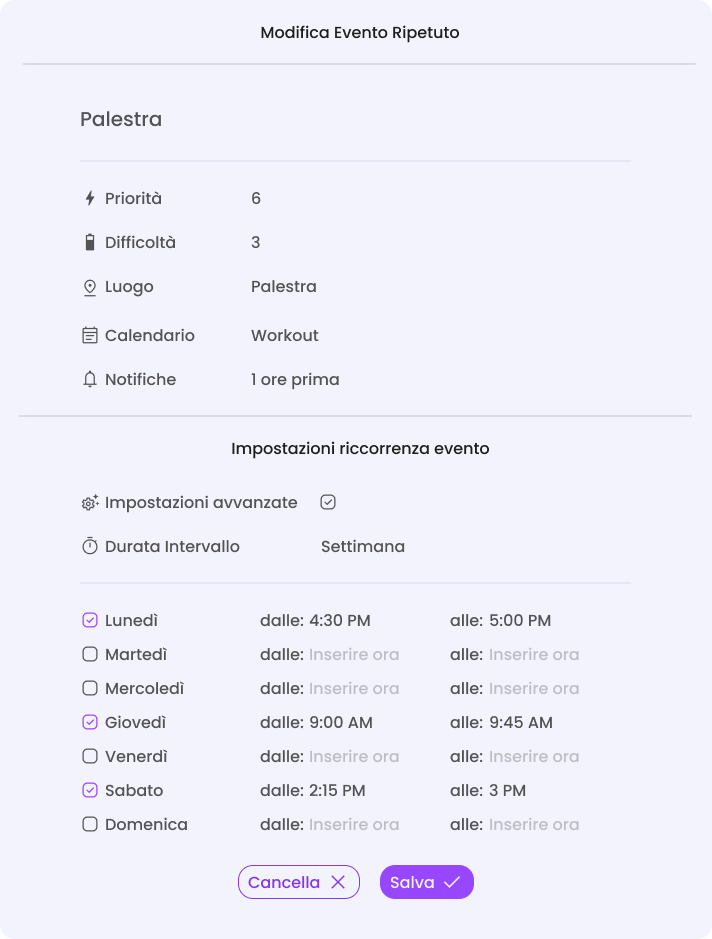 Modifica Evento Ripetuto
Palestra
Priorità 6
Difficoltà 3
Luogo Palestra
Calendario Workout
Notifiche 1 ore prima
Impostazioni riccorrenza evento
Impostazioni avvanzate
Durata Intervallo Settimana
Lunedì dalle: 4:30 PM alle: 5:00 PM
Martedì dalle: Inserire ora alle: Inserire ora
Mercoledì dalle: Inserire ora alle: Inserire ora
Giovedì dalle: 9:00 AM alle: 9:45 AM
Venerdì dalle: Inserire ora alle: Inserire ora
Sabato dalle: 2:15 PM alle: 3 PM
Domenica dalle: Inserire ora alle: Inserire ora
Cancella Salva